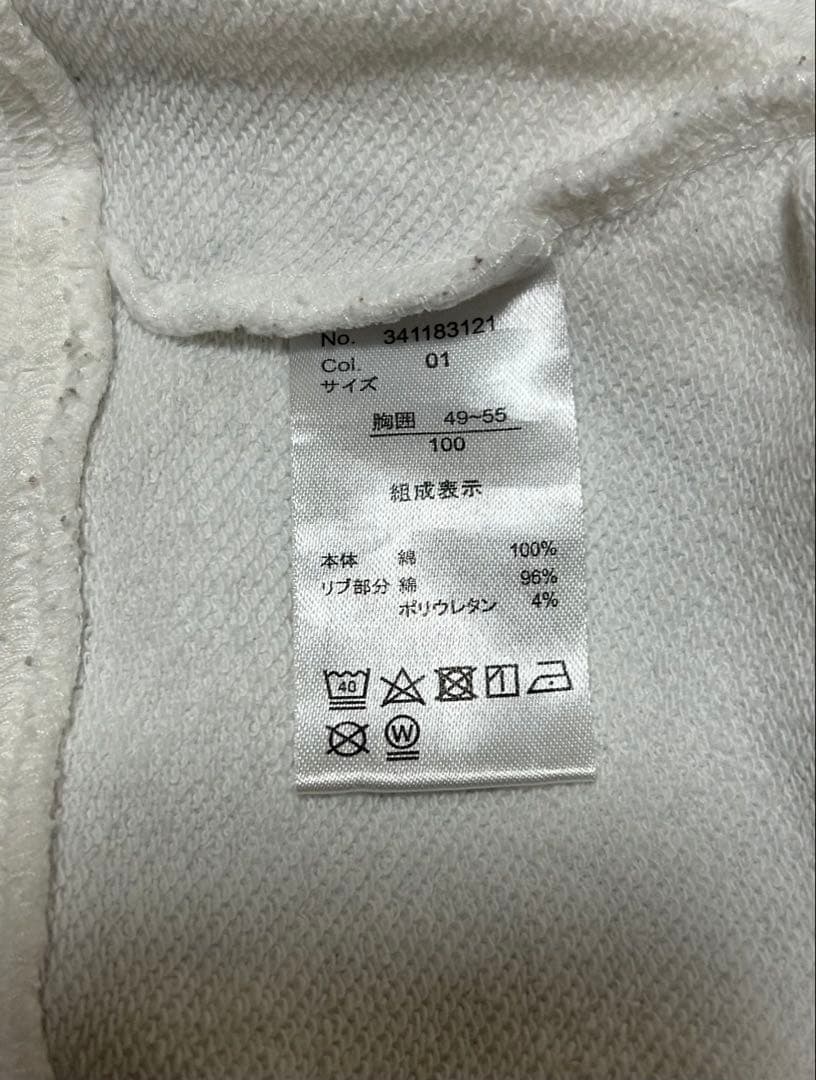 No. 341183121
Col. 01
サイズ
胸囲 49~55
100
組成表示
本体 綿 100%
リブ部分 綿 96%
ポリウレタン 4%
40
W